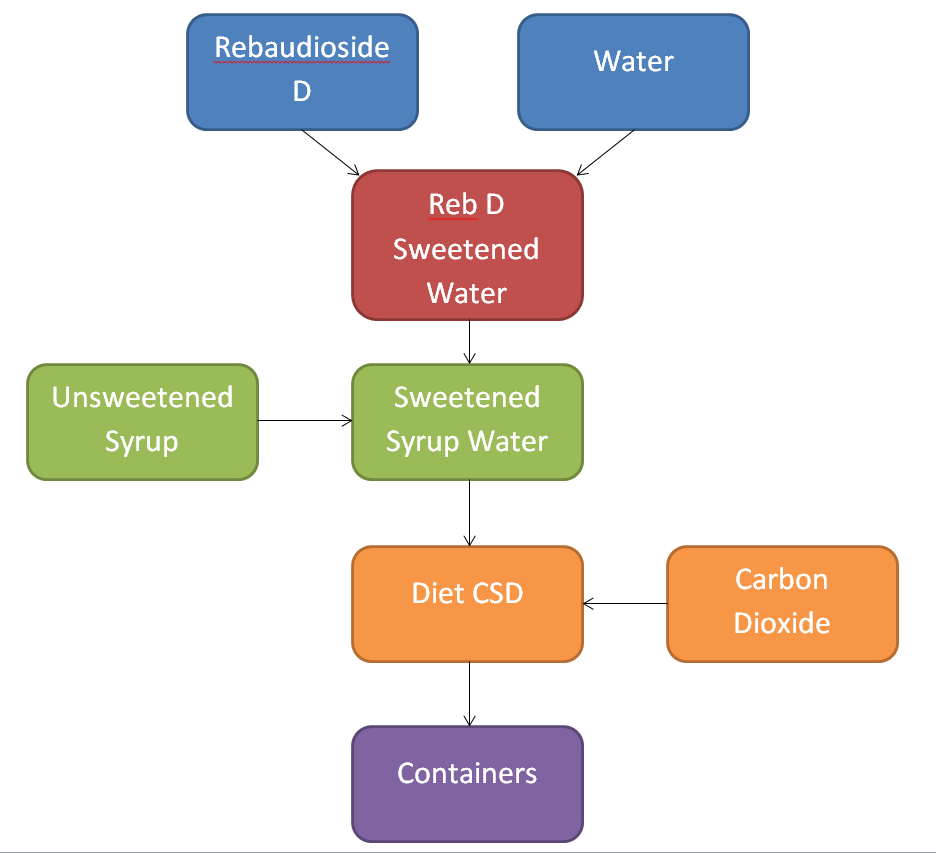 Rebaudioside
D
Water
Reb D
Sweetened
Water
Unsweetened
Syrup
Sweetened
Syrup Water
Diet CSD
Carbon
Dioxide
Containers